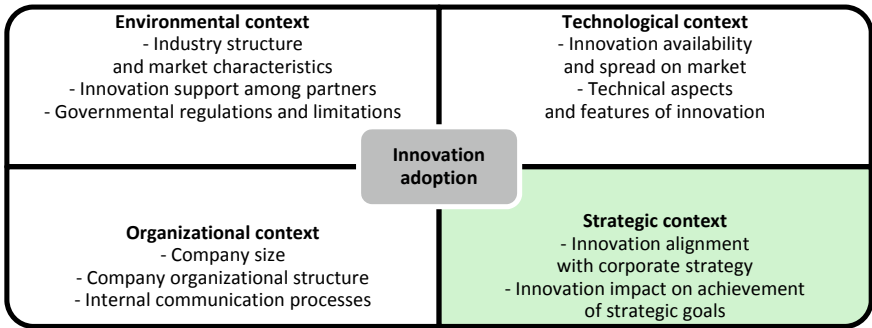 Environmental context
- Industry structure
and market characteristics
- Innovation support among partners
- Governmental regulations and limitations
Technological context
- Innovation availability
and spread on market
- Technical aspects
and features of innovation
Innovation
adoption
Organizational context
- Company size
- Company organizational structure
- Internal communication processes
Strategic context
- Innovation alignment
with corporate strategy
- Innovation impact on achievement
of strategic goals